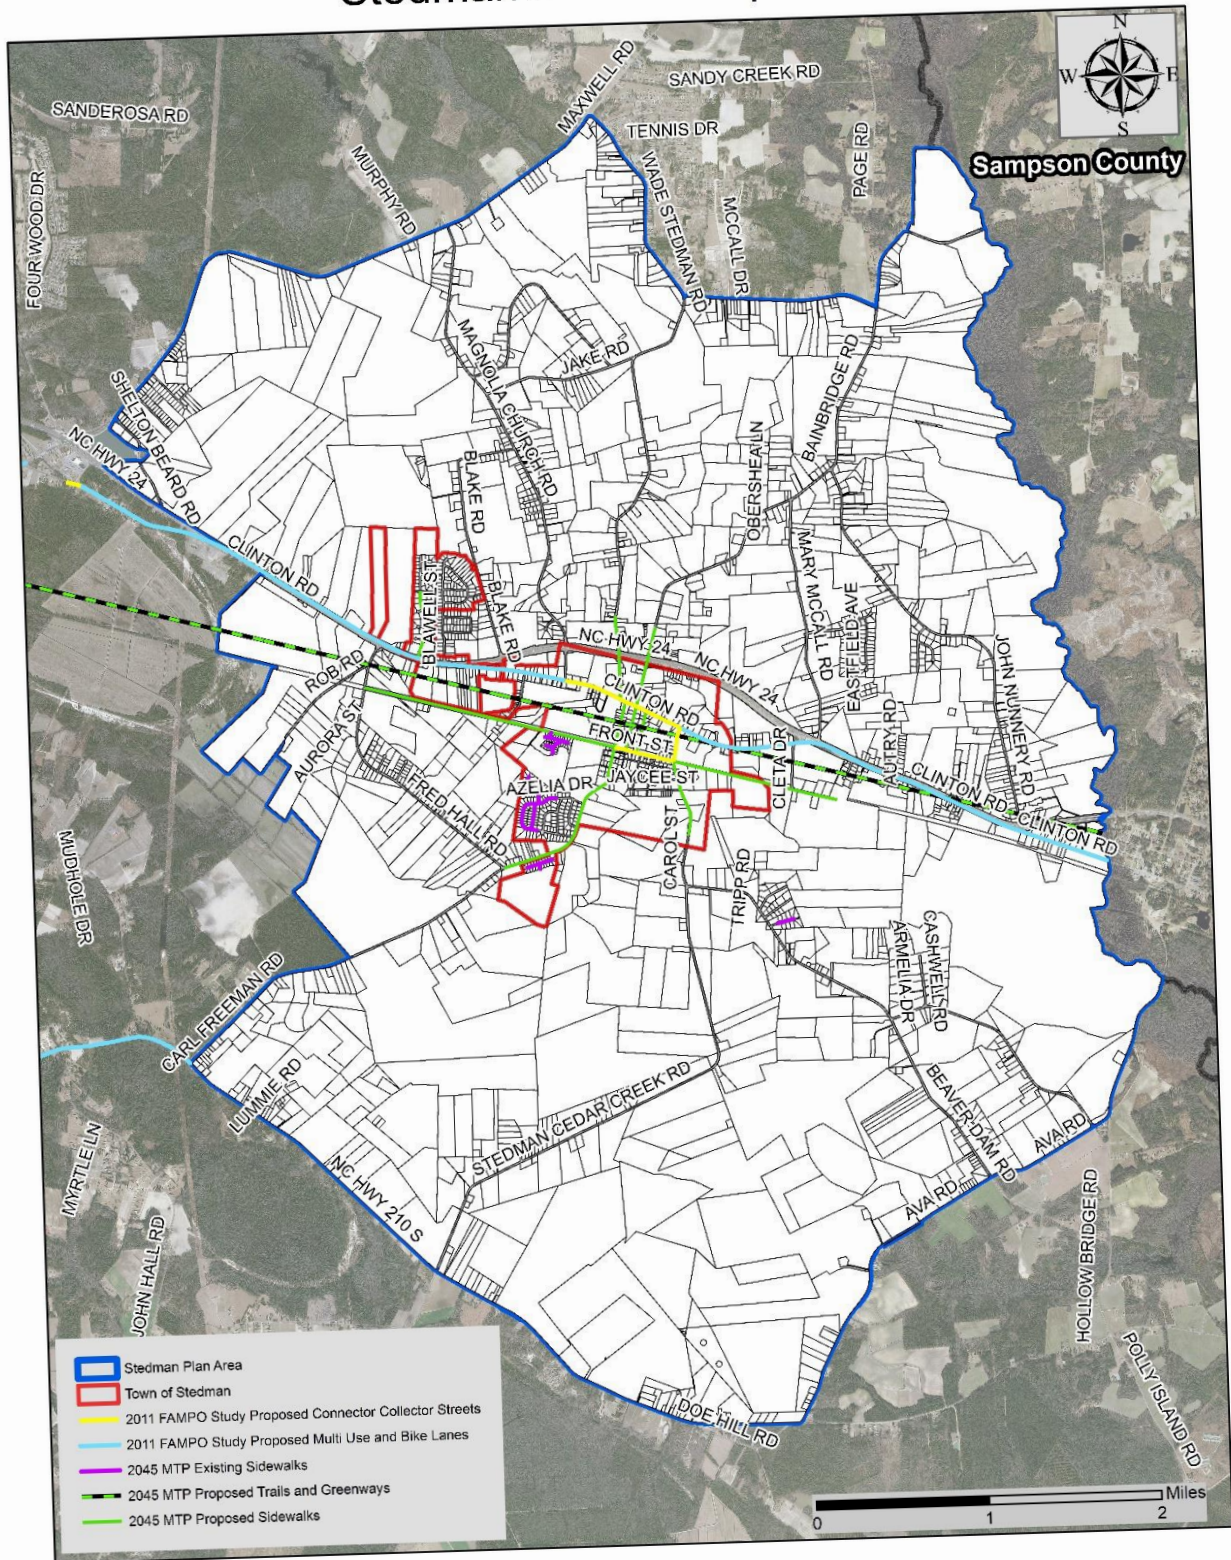 N
W
E
S
Sampson County
SANDEROSA RD
FOUR WOOD DR
MURPHY RD
MAXWELL RD
SANDY CREEK RD
TENNIS DR
WADE STEDMAN RD
MCCALL DR
PAGE RD
MAGNOLIA CHURCH RD
JAKE RD
BAINBRIDGE RD
SHELTON BEARD RD
NC HWY 24
BLAKE RD
OBERSHEALN
CLINTON RD
MARY MCCALL RD
EASTFIELD AVE
BLAWELL ST
BLAKE RD
NC HWY 24
NC HWY 24
JOHN NUNNERY RD
ROB RD
CLINTON RD
AURORA ST
FRONT ST
AUTRY RD
CLETA DR
CLINTON RD
CLINTON RD
AZELIA DR
JAYCEE ST
FRED HALL RD
CAROL ST
MUDHOLE DR
TRIPP RD
CASHWELL RD
ARMELIA DR
CARL FREEMAN RD
LUMMIE RD
STEDMAN CEDAR CREEK RD
BEAVER DAM RD
AVA RD
MYRTLE LN
NC HWY 210 S
AVA RD
JOHN HALL RD
HOLLOW BRIDGE RD
POLLY ISLAND RD
DOE HILL RD
Stedman Plan Area
Town of Stedman
2011 FAMPO Study Proposed Connector Collector Streets
2011 FAMPO Study Proposed Multi Use and Bike Lanes
2045 MTP Existing Sidewalks
2045 MTP Proposed Trails and Greenways
2045 MTP Proposed Sidewalks
Miles
0 1 2